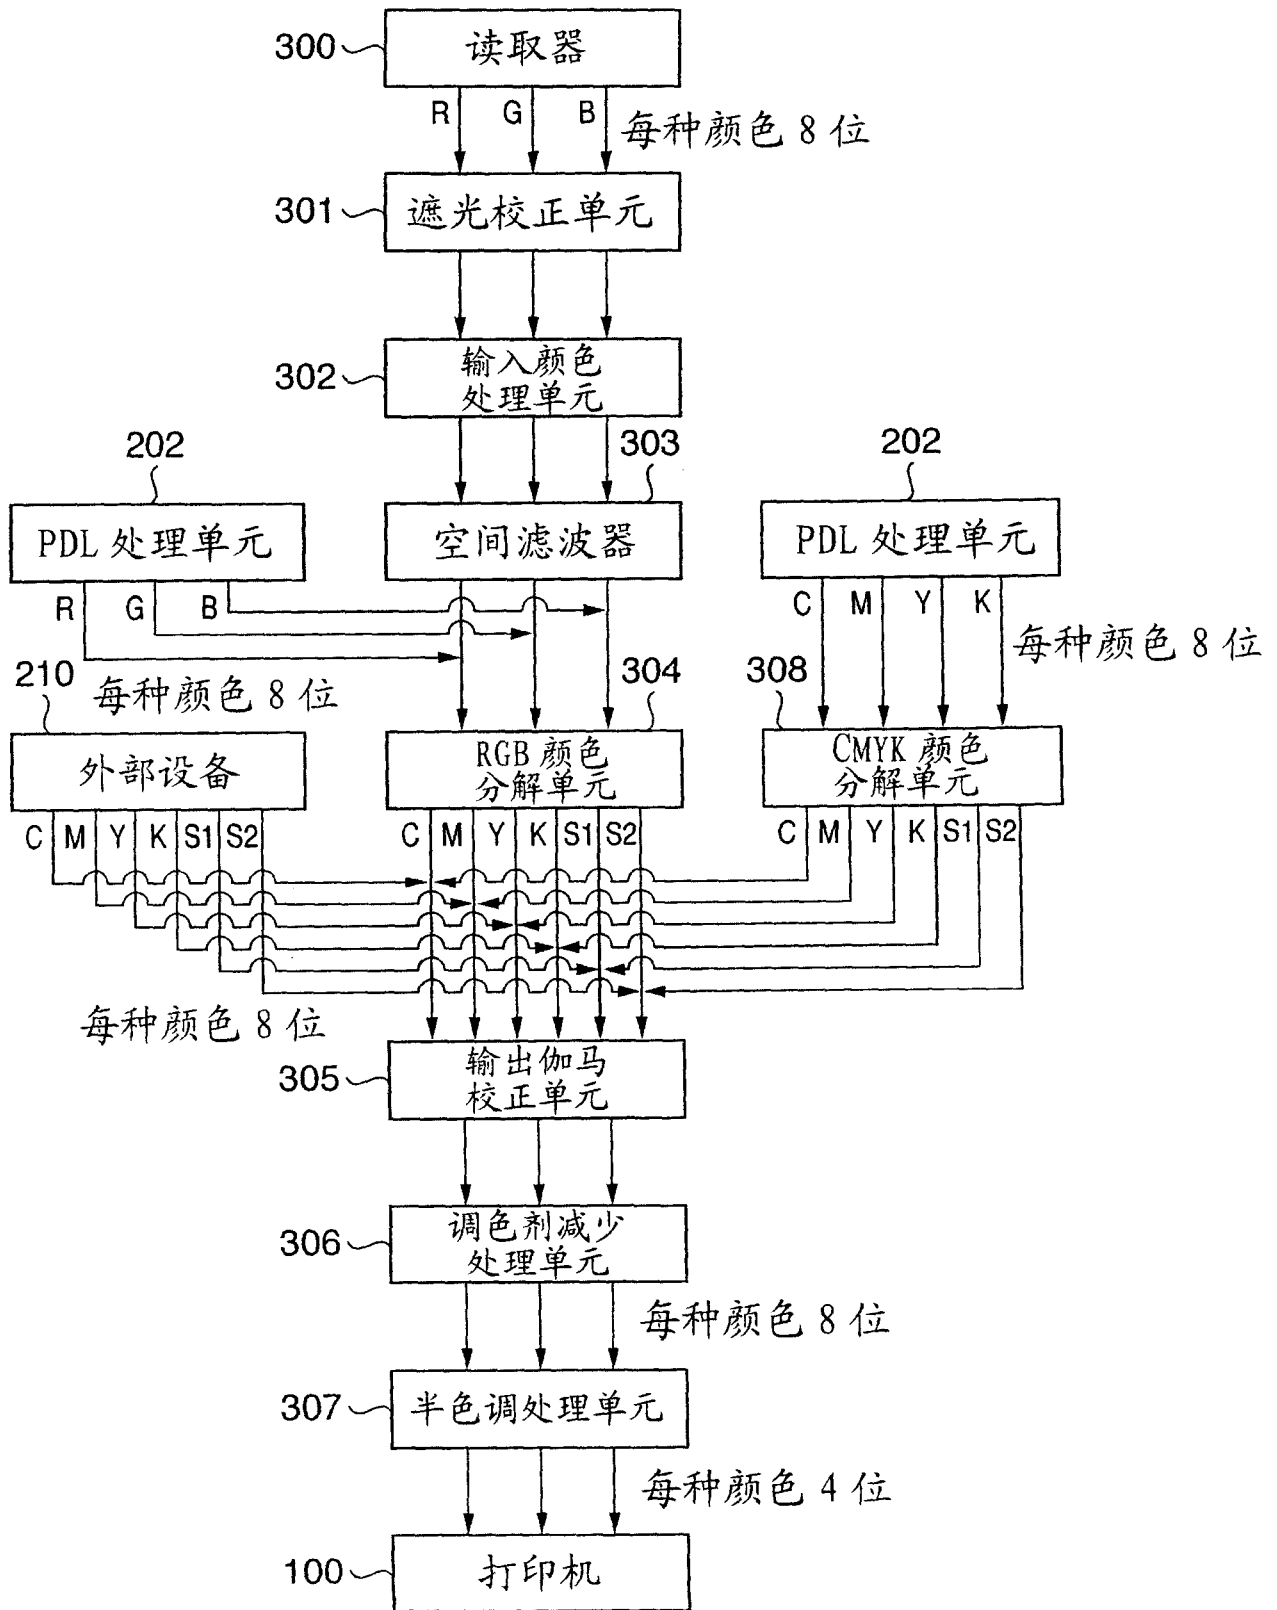 300
读取器
R G B
每种颜色 8 位
301
遮光校正单元
302
输入颜色
处理单元
202
PDL 处理单元
303
空间滤波器
202
PDL 处理单元
R G B
C M Y K
每种颜色 8 位
每种颜色 8 位
210
外部设备
304
RGB 颜色
分解单元
308
CMYK 颜色
分解单元
C M Y K S1 S2
C M Y K S1 S2
C M Y K S1 S2
每种颜色 8 位
305
输出伽马
校正单元
306
调色剂减少
处理单元
每种颜色 8 位
307
半色调处理单元
每种颜色 4 位
100
打印机